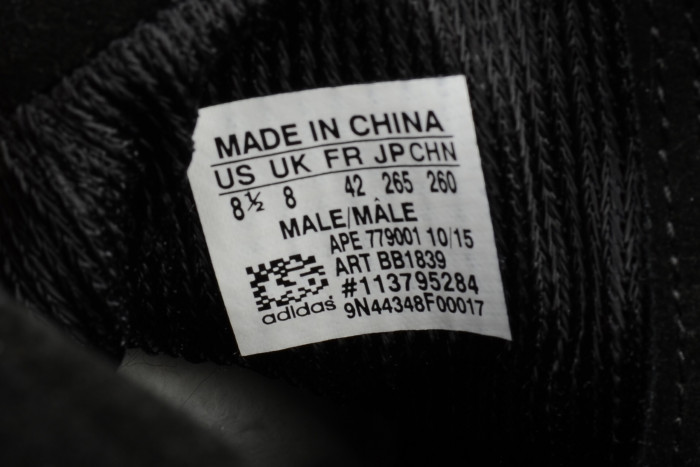 MADE IN CHINA
US UK FR JP CHN
8½ 8 42 265 260
MALE/MÂLE
APE 779001 10/15
ART BB1839
#113795284
adidas 9N44348F00017